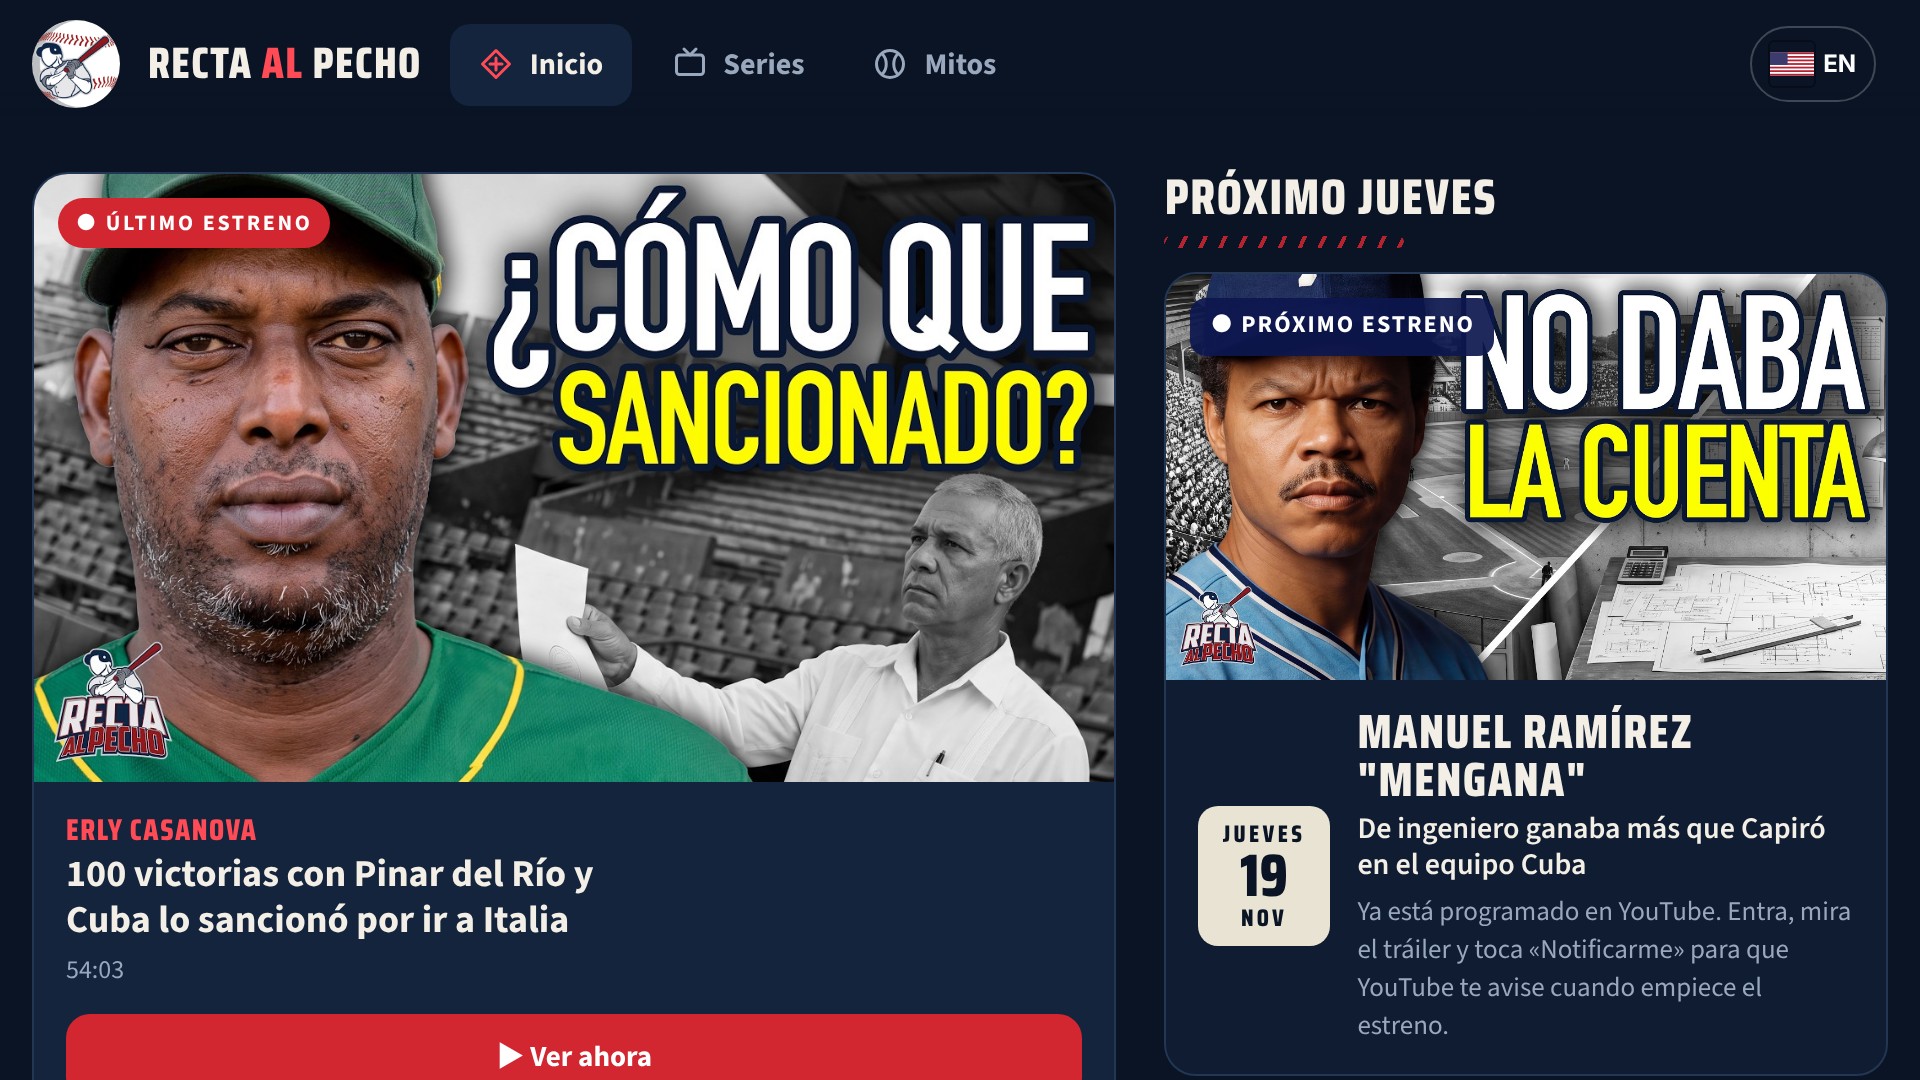 RECTA AL PECHO
Inicio
Series
Mitos
EN
ÚLTIMO ESTRENO
¿CÓMO QUE
SANCIONADO?
RECTA
AL PECHO
ERLY CASANOVA
100 victorias con Pinar del Río y
Cuba lo sancionó por ir a Italia
54:03
Ver ahora
PRÓXIMO JUEVES
PRÓXIMO ESTRENO
NO DABA
LA CUENTA
RECTA
AL PECHO
JUEVES
19
NOV
MANUEL RAMÍREZ
"MENGANA"
De ingeniero ganaba más que Capiró
en el equipo Cuba
Ya está programado en YouTube. Entra, mira
el tráiler y toca «Notificarme» para que
YouTube te avise cuando empiece el
estreno.